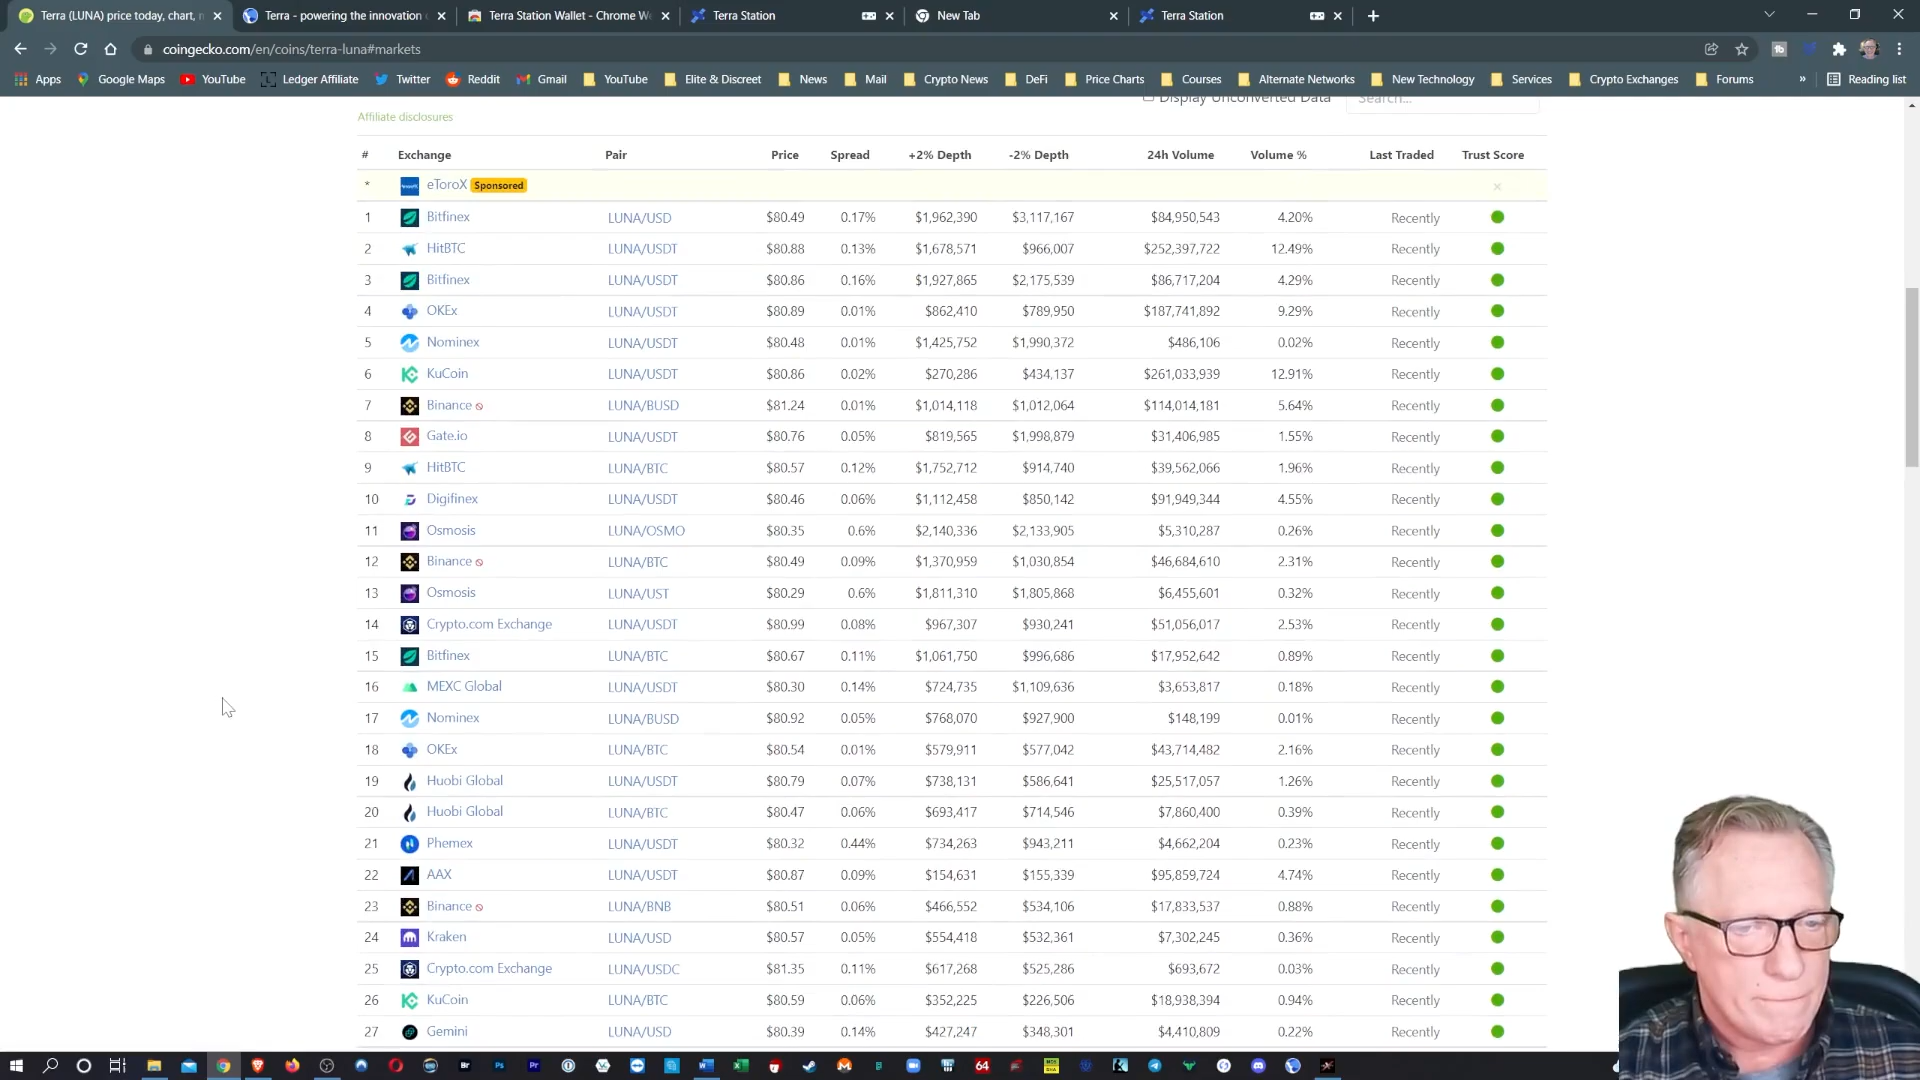 Terra (LUNA) price today, chart, m
Terra - powering the innovation
Terra Station Wallet - Chrome We
Terra Station
New Tab
Terra Station
coingecko.com/en/coins/terra-luna#markets
Apps Google Maps YouTube Ledger Affiliate Twitter Reddit Gmail YouTube Elite & Discreet News Mail Crypto News DeFi Price Charts Courses Alternate Networks New Technology Services Crypto Exchanges Forums » Reading list
Display Unconverted Data Search...
Affiliate disclosures
# Exchange Pair Price Spread +2% Depth -2% Depth 24h Volume Volume % Last Traded Trust Score
* eToroX Sponsored
1 Bitfinex LUNA/USD $80.49 0.17% $1,962,390 $3,117,167 $84,950,543 4.20% Recently
2 HitBTC LUNA/USDT $80.88 0.13% $1,678,571 $966,007 $252,397,722 12.49% Recently
3 Bitfinex LUNA/USDT $80.86 0.16% $1,927,865 $2,175,539 $86,717,204 4.29% Recently
4 OKEx LUNA/USDT $80.89 0.01% $862,410 $789,950 $187,741,892 9.29% Recently
5 Nominex LUNA/USDT $80.48 0.01% $1,425,752 $1,990,372 $486,106 0.02% Recently
6 KuCoin LUNA/USDT $80.86 0.02% $270,286 $434,137 $261,033,939 12.91% Recently
7 Binance LUNA/BUSD $81.24 0.01% $1,014,118 $1,012,064 $114,014,181 5.64% Recently
8 Gate.io LUNA/USDT $80.76 0.05% $819,565 $1,998,879 $31,406,985 1.55% Recently
9 HitBTC LUNA/BTC $80.57 0.12% $1,752,712 $914,740 $39,562,066 1.96% Recently
10 Digifinex LUNA/USDT $80.46 0.06% $1,112,458 $850,142 $91,949,344 4.55% Recently
11 Osmosis LUNA/OSMO $80.35 0.6% $2,140,336 $2,133,905 $5,310,287 0.26% Recently
12 Binance LUNA/BTC $80.49 0.09% $1,370,959 $1,030,854 $46,684,610 2.31% Recently
13 Osmosis LUNA/UST $80.29 0.6% $1,811,310 $1,805,868 $6,455,601 0.32% Recently
14 Crypto.com Exchange LUNA/USDT $80.99 0.08% $967,307 $930,241 $51,056,017 2.53% Recently
15 Bitfinex LUNA/BTC $80.67 0.11% $1,061,750 $996,686 $17,952,642 0.89% Recently
16 MEXC Global LUNA/USDT $80.30 0.14% $724,735 $1,109,636 $3,653,817 0.18% Recently
17 Nominex LUNA/BUSD $80.92 0.05% $768,070 $927,900 $148,199 0.01% Recently
18 OKEx LUNA/BTC $80.54 0.01% $579,911 $577,042 $43,714,482 2.16% Recently
19 Huobi Global LUNA/USDT $80.79 0.07% $738,131 $586,641 $25,517,057 1.26% Recently
20 Huobi Global LUNA/BTC $80.47 0.06% $693,417 $714,546 $7,860,400 0.39% Recently
21 Phemex LUNA/USDT $80.32 0.44% $734,263 $943,211 $4,662,204 0.23% Recently
22 AAX LUNA/USDT $80.87 0.09% $154,631 $155,339 $95,859,724 4.74% Recently
23 Binance LUNA/BNB $80.51 0.06% $466,552 $534,106 $17,833,537 0.88% Recently
24 Kraken LUNA/USD $80.57 0.05% $554,418 $532,361 $7,302,245 0.36% Recently
25 Crypto.com Exchange LUNA/USDC $81.35 0.11% $617,268 $525,286 $693,672 0.03% Recently
26 KuCoin LUNA/BTC $80.59 0.06% $352,225 $226,506 $18,938,394 0.94% Recently
27 Gemini LUNA/USD $80.39 0.14% $427,247 $348,301 $4,410,809 0.22% Recently
Br Ps Pr 64